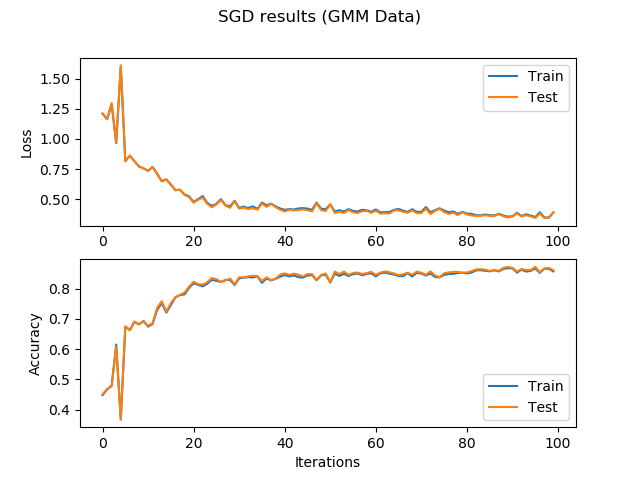 SGD results (GMM Data)
1.50
1.25
1.00
0.75
0.50
Loss
Train
Test
0 20 40 60 80 100
0.8
0.7
0.6
0.5
0.4
Accuracy
Train
Test
0 20 40 60 80 100
Iterations